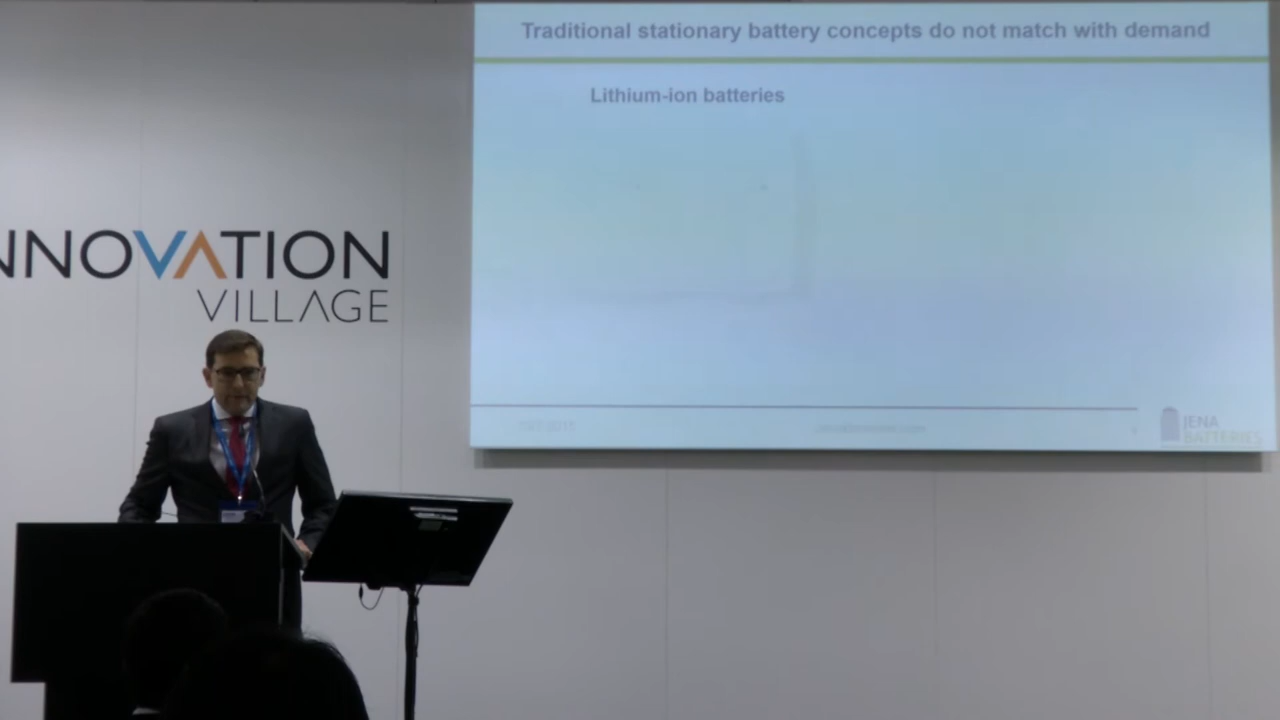 Traditional stationary battery concepts do not match with demand
Lithium-ion batteries
NNOVATION
VILLAGE
JENA
BATTERIES